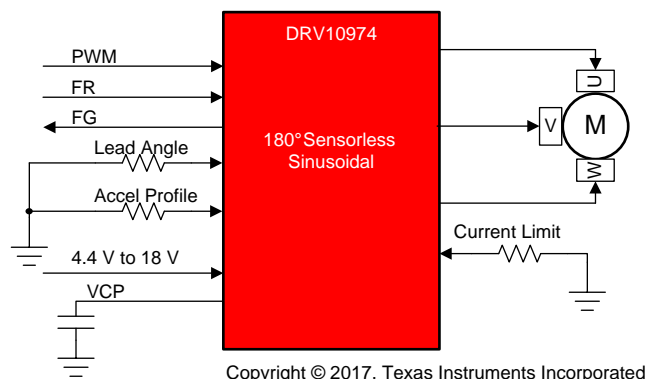 DRV10974
PWM
FR
FG
Lead Angle
Accel Profile
4.4 V to 18 V
VCP
180°Sensorless
Sinusoidal
U
V
M
W
Current Limit
Copyright © 2017, Texas Instruments Incorporated